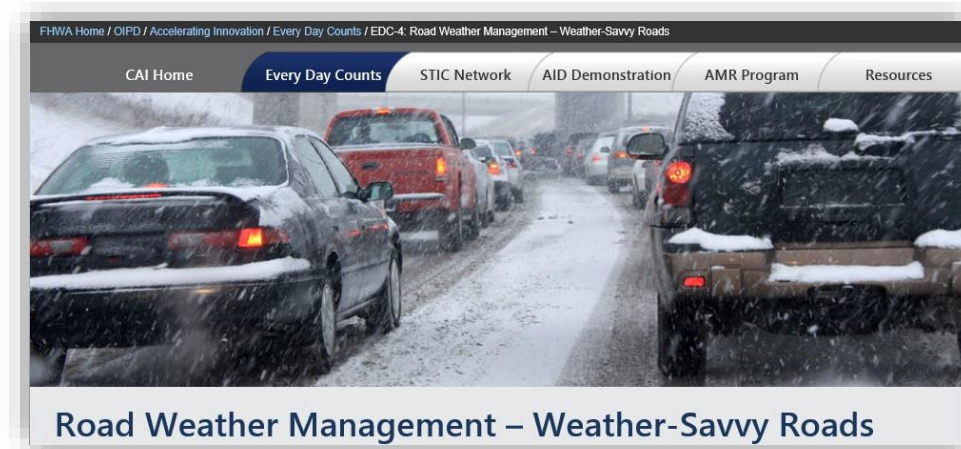 FHWA Home / OIPD / Accelerating Innovation / Every Day Counts / EDC-4: Road Weather Management – Weather-Savvy Roads
CAI Home Every Day Counts STIC Network AID Demonstration AMR Program Resources
Road Weather Management – Weather-Savvy Roads